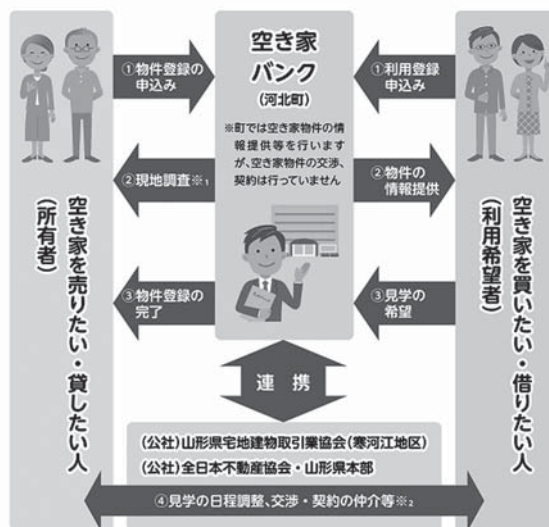 空き家
バンク
(河北町)
※町では空き家物件の情
報提供等を行います
が、空き家物件の交渉、
契約は行っていません
①物件登録の
申込み
②現地調査※1
③物件登録の
完了
空き家を売りたい・貸したい人
(所有者)
①利用登録
申込み
②物件の
情報提供
③見学の
希望
空き家を買いたい・借りたい人
(利用希望者)
連 携
(公社)山形県宅地建物取引業協会(寒河江地区)
(公社)全日本不動産協会・山形県本部
④見学の日程調整、交渉・契約の仲介等※2